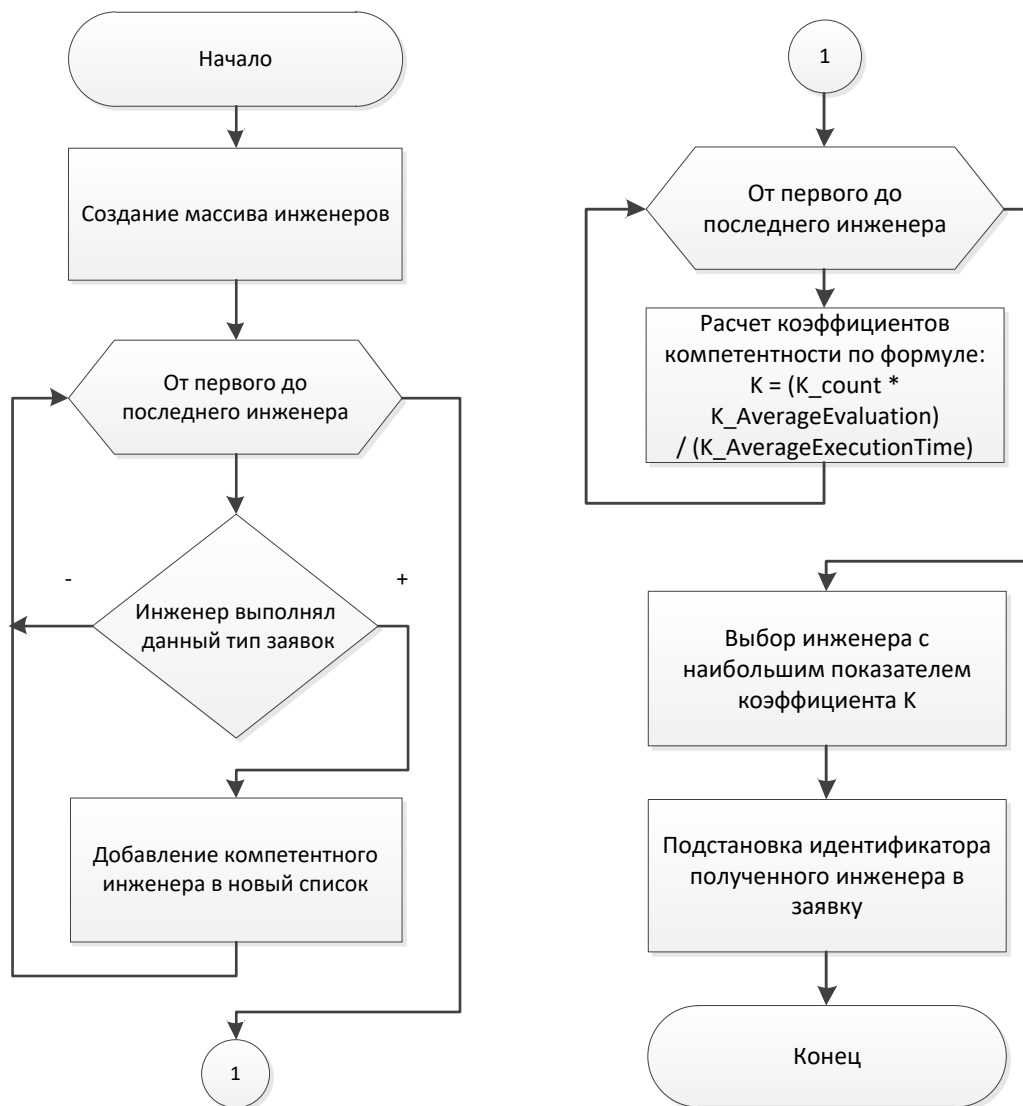 Начало
Создание массива инженеров
От первого до
последнего инженера
-
+
Инженер выполнял
данный тип заявок
Добавление компетентного
инженера в новый список
1
1
От первого до
последнего инженера
Расчет коэффициентов
компетентности по формуле:
K = (K_count *
K_AverageEvaluation)
/ (K_AverageExecutionTime)
Выбор инженера с
наибольшим показателем
коэффициента K
Подстановка идентификатора
полученного инженера в
заявку
Конец